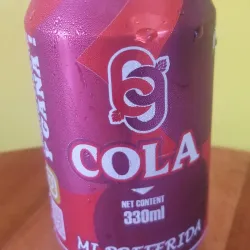 COLA
NET CONTENT
330ml
MI PREFERIDA